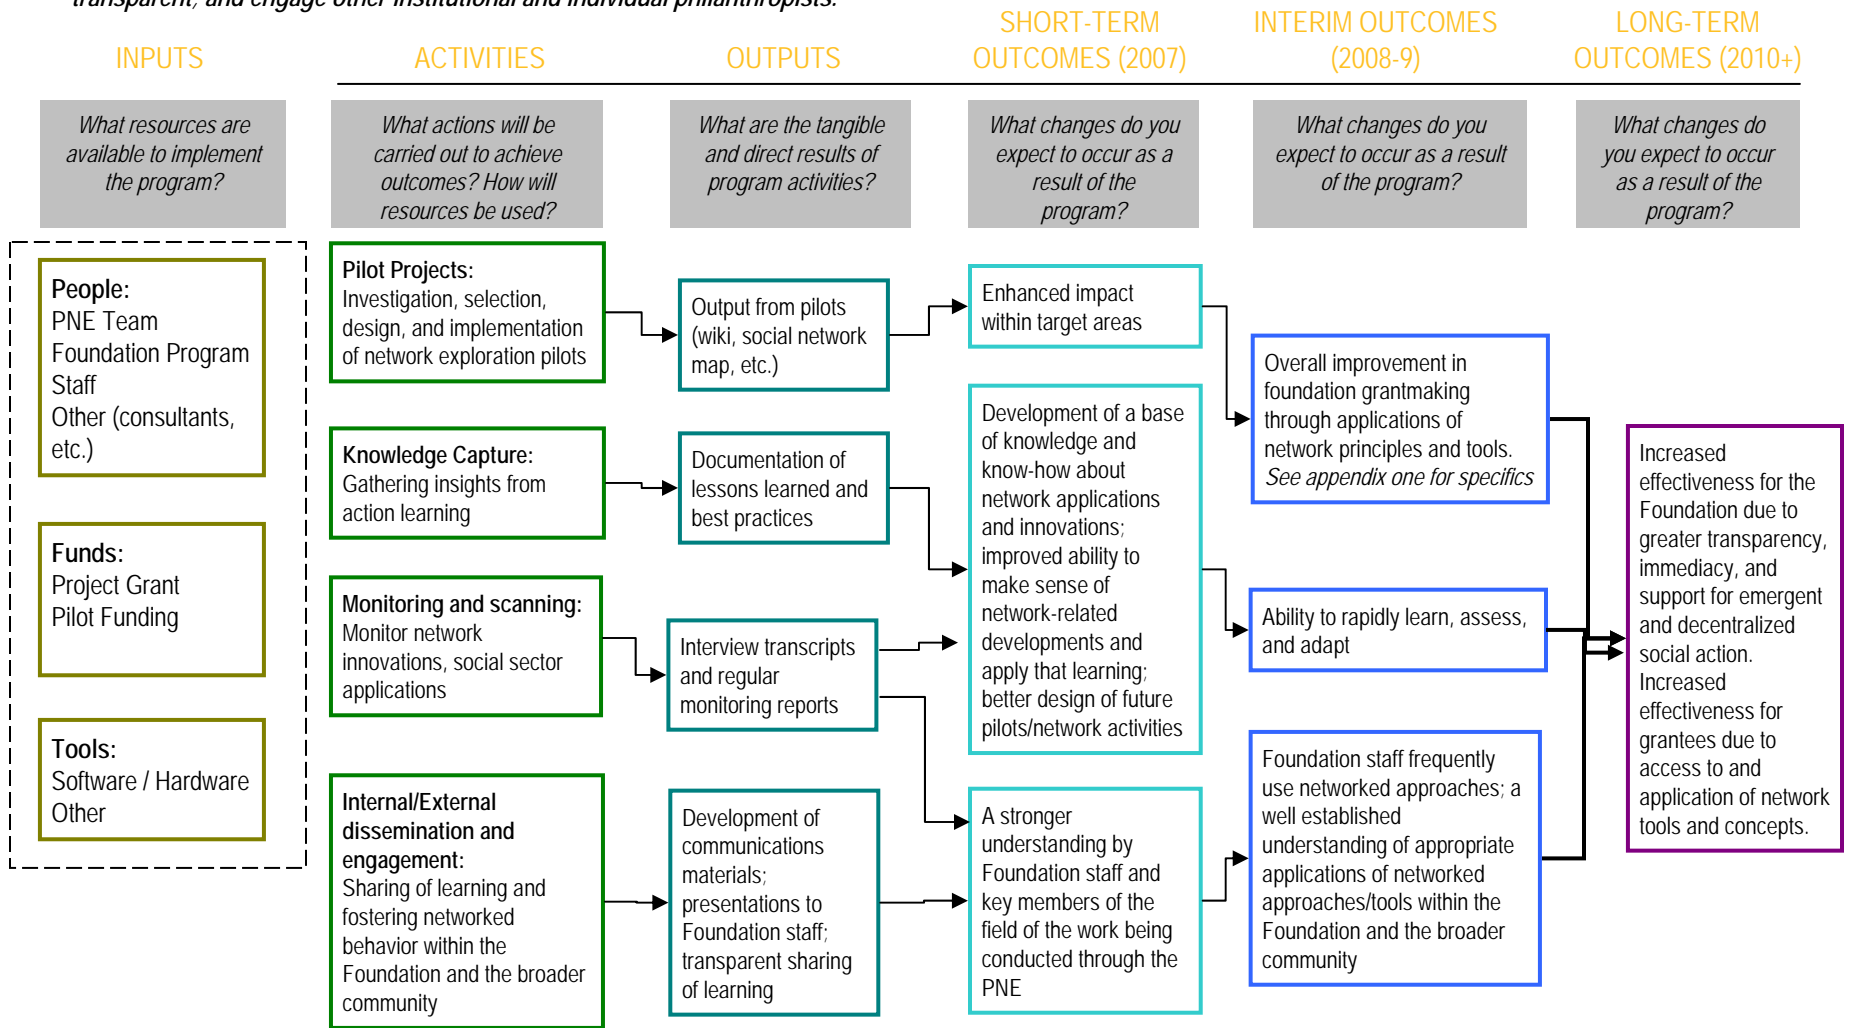 transparent, and engage other institutional and individual philanthropists.
INPUTS
ACTIVITIES
OUTPUTS
SHORT-TERM
OUTCOMES (2007)
INTERIM OUTCOMES
(2008-9)
LONG-TERM
OUTCOMES (2010+)
What resources are
available to implement
the program?
What actions will be
carried out to achieve
outcomes? How will
resources be used?
What are the tangible
and direct results of
program activities?
What changes do you
expect to occur as a
result of the
program?
What changes do you
expect to occur as a result
of the program?
What changes do
you expect to occur
as a result of the
program?
People:
PNE Team
Foundation Program
Staff
Other (consultants,
etc.)
Funds:
Project Grant
Pilot Funding
Tools:
Software / Hardware
Other
Pilot Projects:
Investigation, selection,
design, and implementation
of network exploration pilots
Knowledge Capture:
Gathering insights from
action learning
Monitoring and scanning:
Monitor network
innovations, social sector
applications
Internal/External
dissemination and
engagement:
Sharing of learning and
fostering networked
behavior within the
Foundation and the broader
community
Output from pilots
(wiki, social network
map, etc.)
Documentation of
lessons learned and
best practices
Interview transcripts
and regular
monitoring reports
Development of
communications
materials;
presentations to
Foundation staff;
transparent sharing
of learning
Enhanced impact
within target areas
Development of a base
of knowledge and
know-how about
network applications
and innovations;
improved ability to
make sense of
network-related
developments and
apply that learning;
better design of future
pilots/network activities
A stronger
understanding by
Foundation staff and
key members of the
field of the work being
conducted through the
PNE
Overall improvement in
foundation grantmaking
through applications of
network principles and tools.
See appendix one for specifics
Ability to rapidly learn, assess,
and adapt
Foundation staff frequently
use networked approaches; a
well established
understanding of appropriate
applications of networked
approaches/tools within the
Foundation and the broader
community
Increased
effectiveness for the
Foundation due to
greater transparency,
immediacy, and
support for emergent
and decentralized
social action.
Increased
effectiveness for
grantees due to
access to and
application of network
tools and concepts.